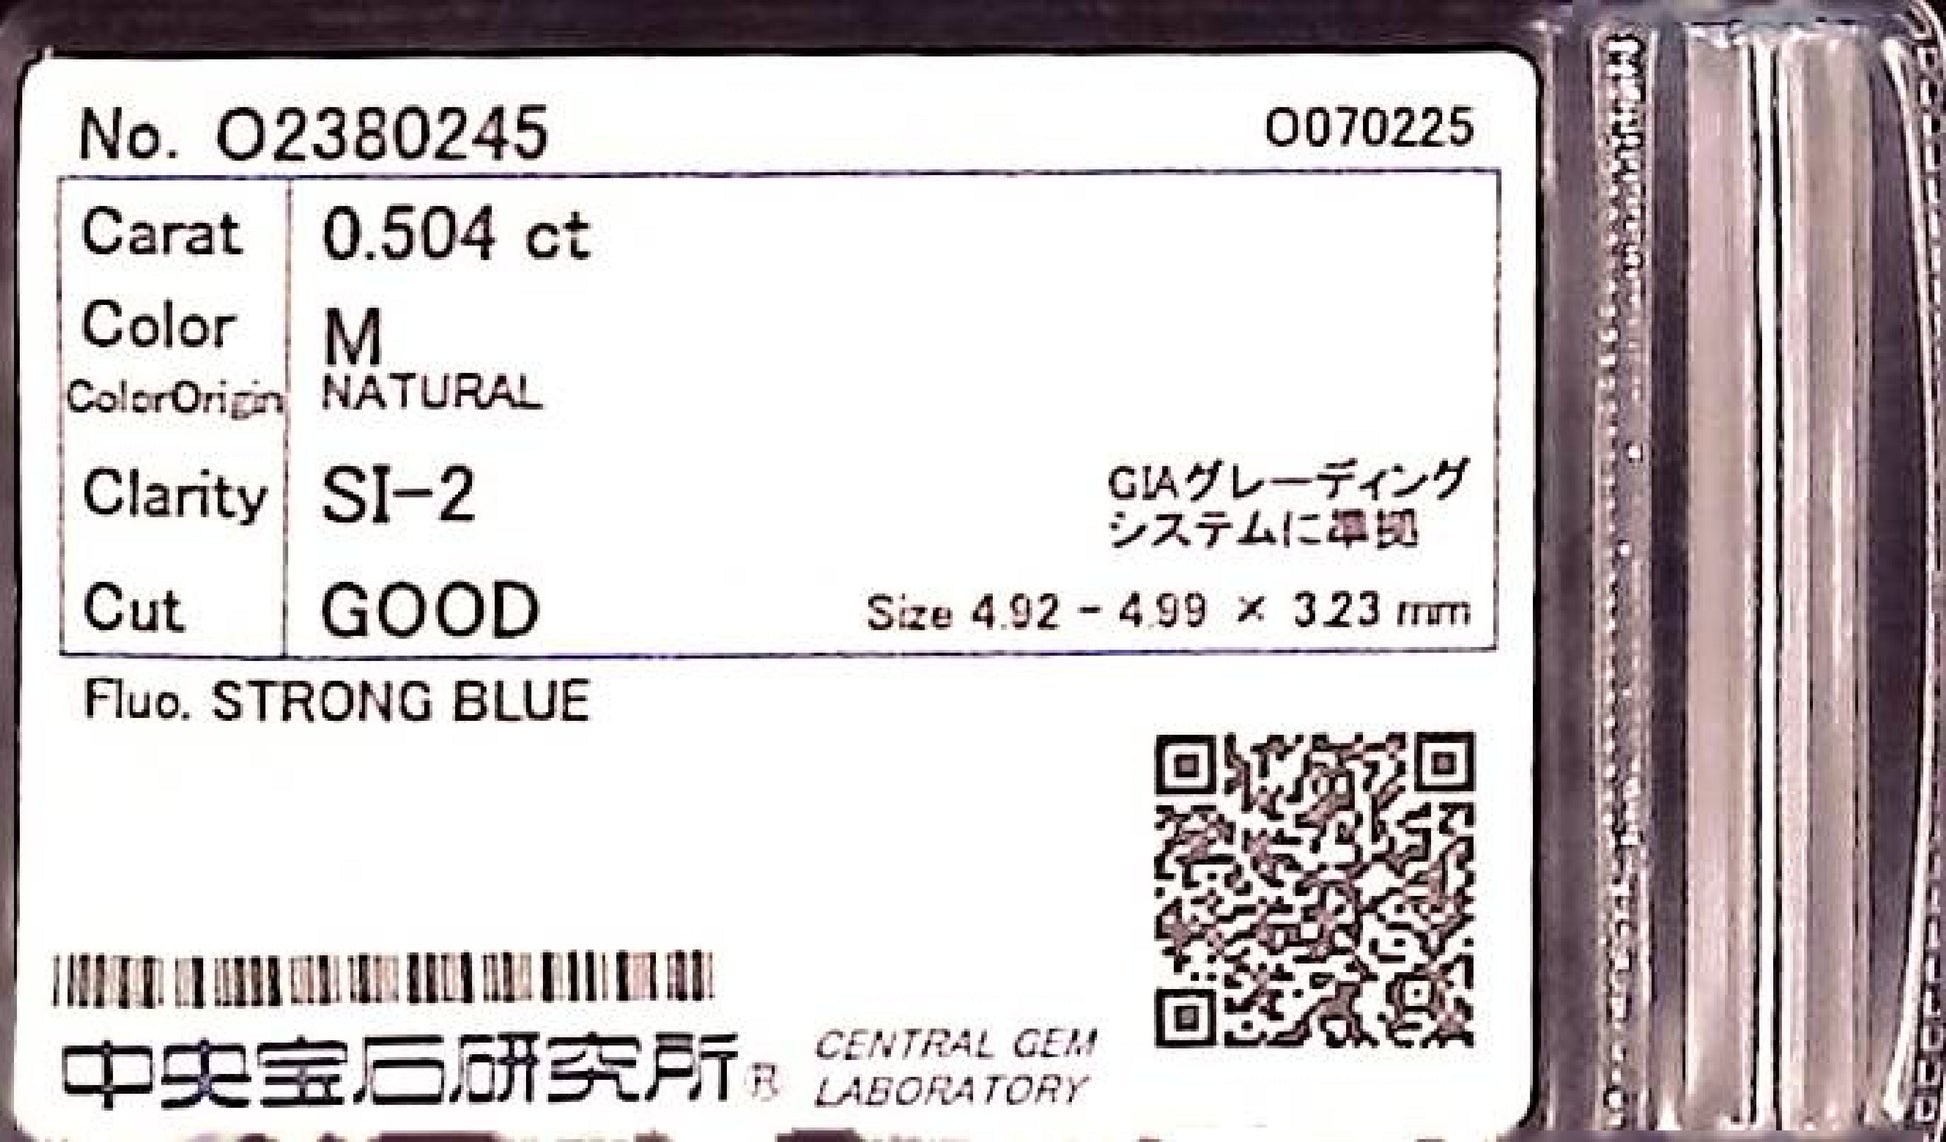 No. O2380245 O070225
Carat 0.504 ct
Color M
ColorOrigin NATURAL
Clarity SI-2
GIAグレーディング
システムに準拠
Cut GOOD Size 4.92 - 4.99 × 3.23 mm
Fluo. STRONG BLUE
中央宝石研究所® CENTRAL GEM
LABORATORY